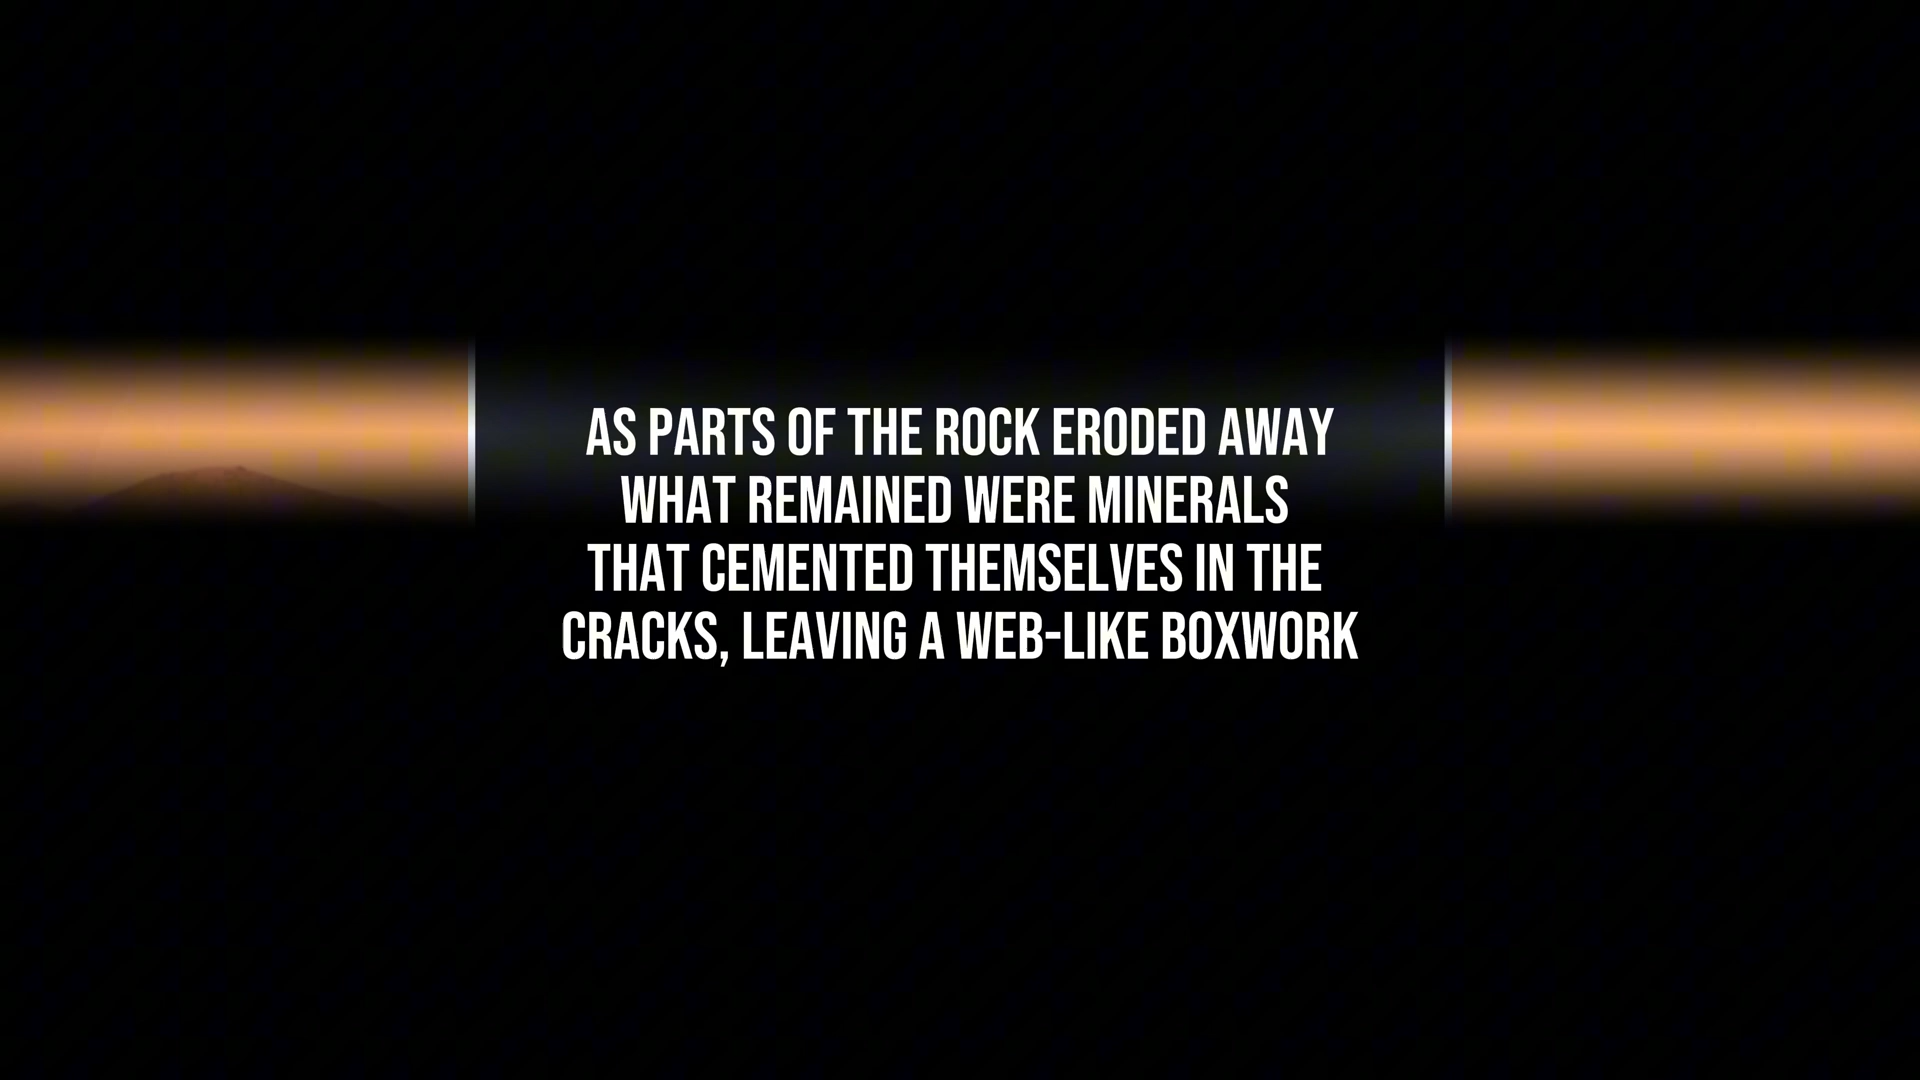 AS PARTS OF THE ROCK ERODED AWAY
WHAT REMAINED WERE MINERALS
THAT CEMENTED THEMSELVES IN THE
CRACKS, LEAVING A WEB-LIKE BOXWORK